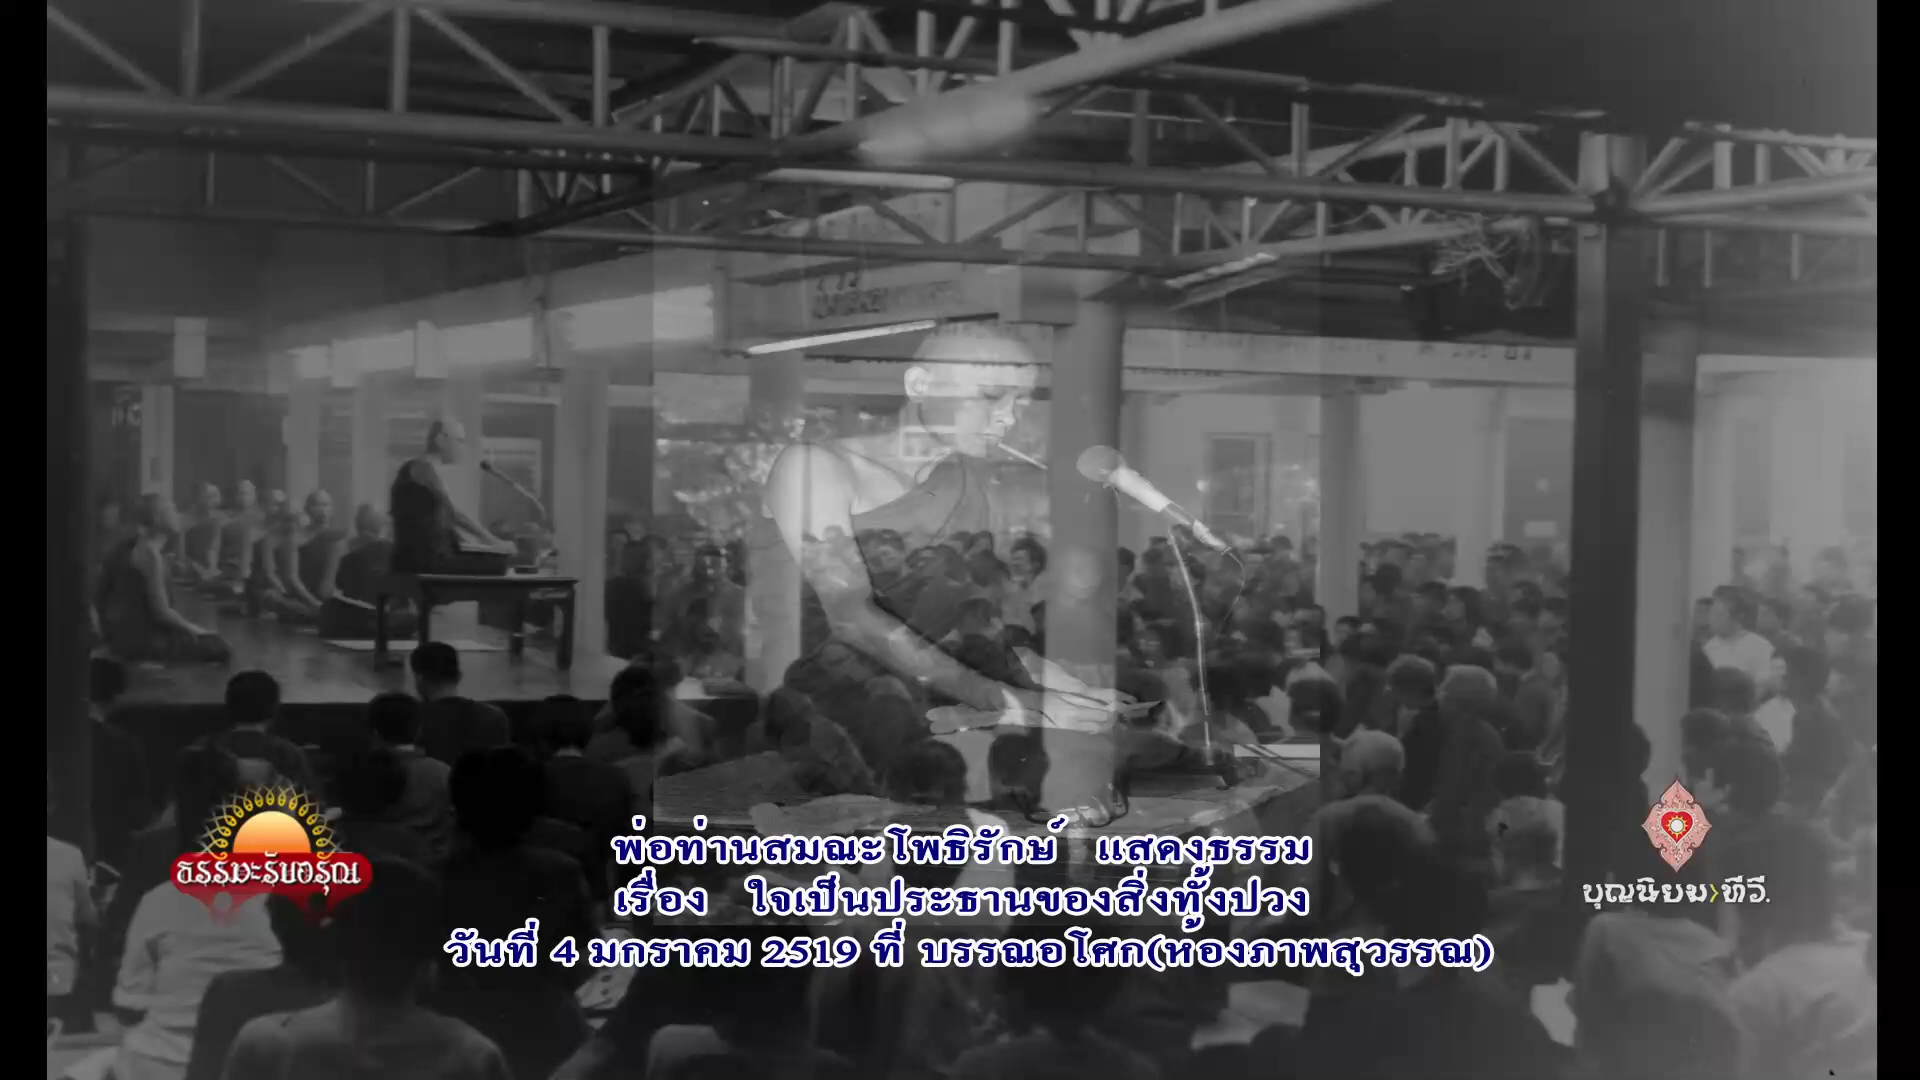 พ่อท่านสมณะโพธิรักษ์ แสดงธรรม
เรื่อง ใจเป็นประธานของสิ่งทั้งปวง
วันที่ 4 มกราคม 2519 ที่ บรรณอโศก(ห้องภาพสุวรรณ)
ธรรมะรับอรุณ
บุญนิยม>ทีวี.